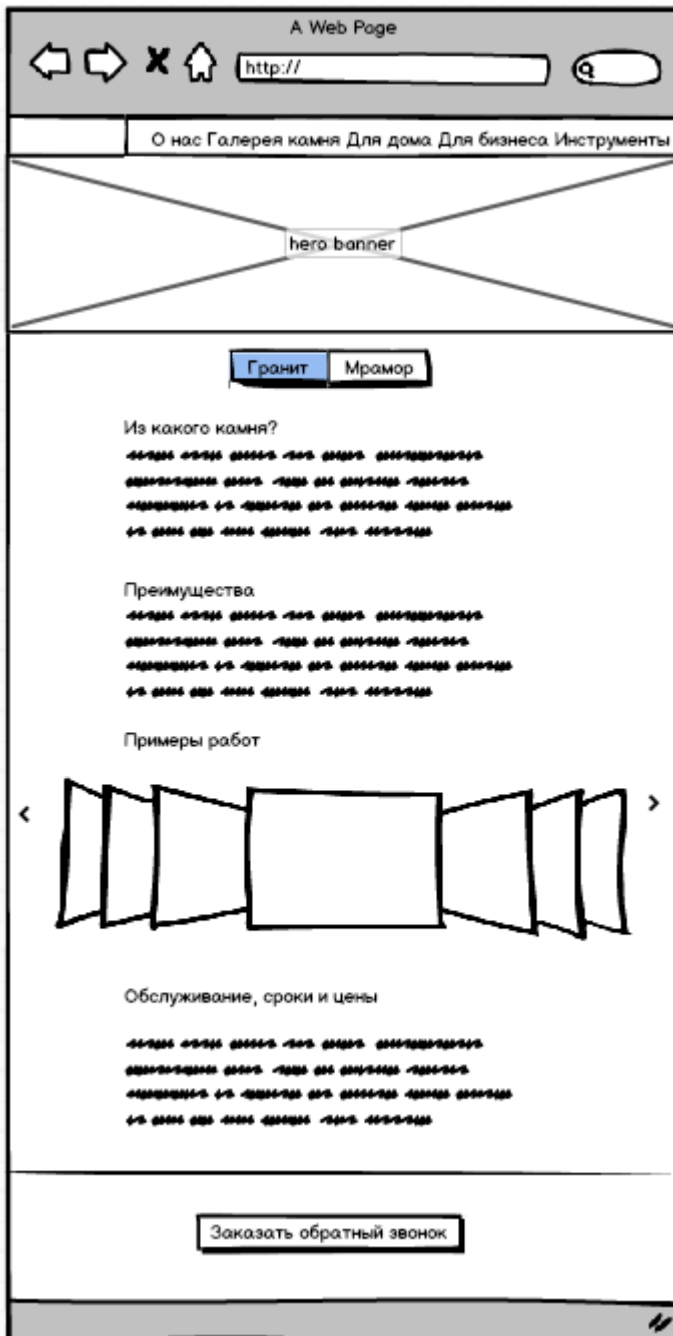 A Web Page
http://
О нас Галерея камня Для дома Для бизнеса Инструменты
hero banner
Гранит Мрамор
Из какого камня?
Преимущества
Примеры работ
Обслуживание, сроки и цены
Заказать обратный звонок